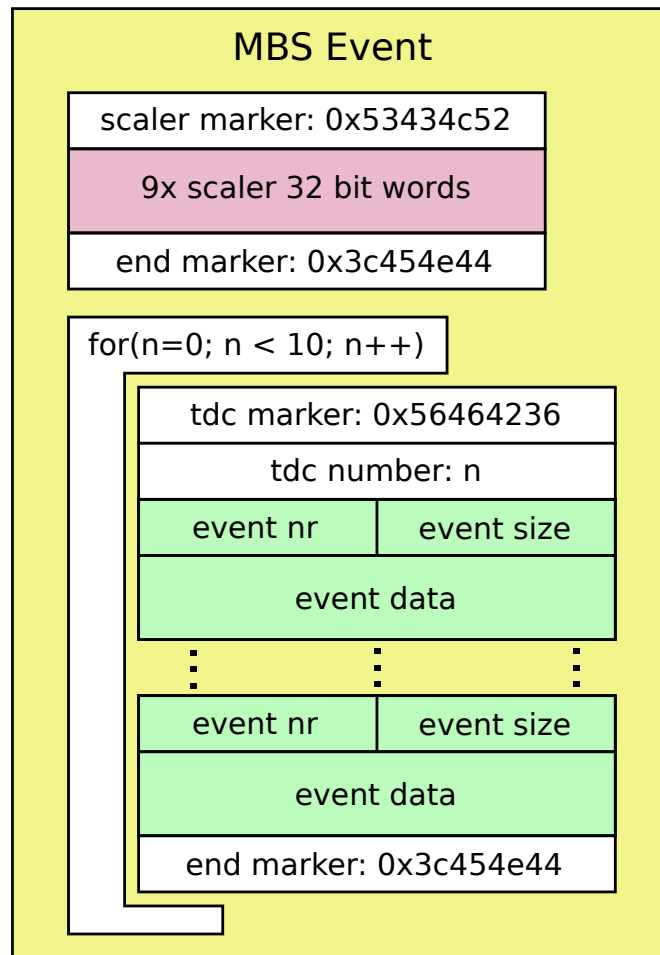 MBS Event
scaler marker: 0x53434c52
9x scaler 32 bit words
end marker: 0x3c454e44
for(n=0; n < 10; n++)
tdc marker: 0x56464236
tdc number: n
event nr event size
event data
event nr event size
event data
end marker: 0x3c454e44